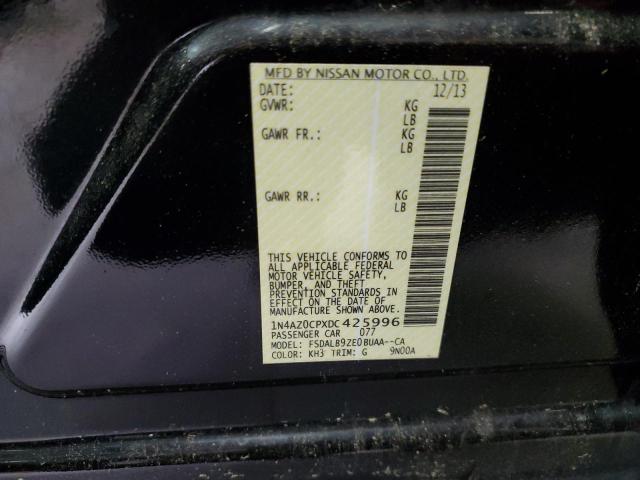 MFD BY NISSAN MOTOR CO., LTD.
DATE: 12/13
GVWR: KG
LB
GAWR FR.: KG
LB
GAWR RR.: KG
LB
THIS VEHICLE CONFORMS TO
ALL APPLICABLE FEDERAL
MOTOR VEHICLE SAFETY,
BUMPER, AND THEFT
PREVENTION STANDARDS IN
EFFECT ON THE DATE OF
MANUFACTURE SHOWN ABOVE.
1N4AZ0CPXDC425996
PASSENGER CAR 077
MODEL: FSDALB9ZE0BUAA--CA
COLOR: KH3 TRIM: G 9N00A